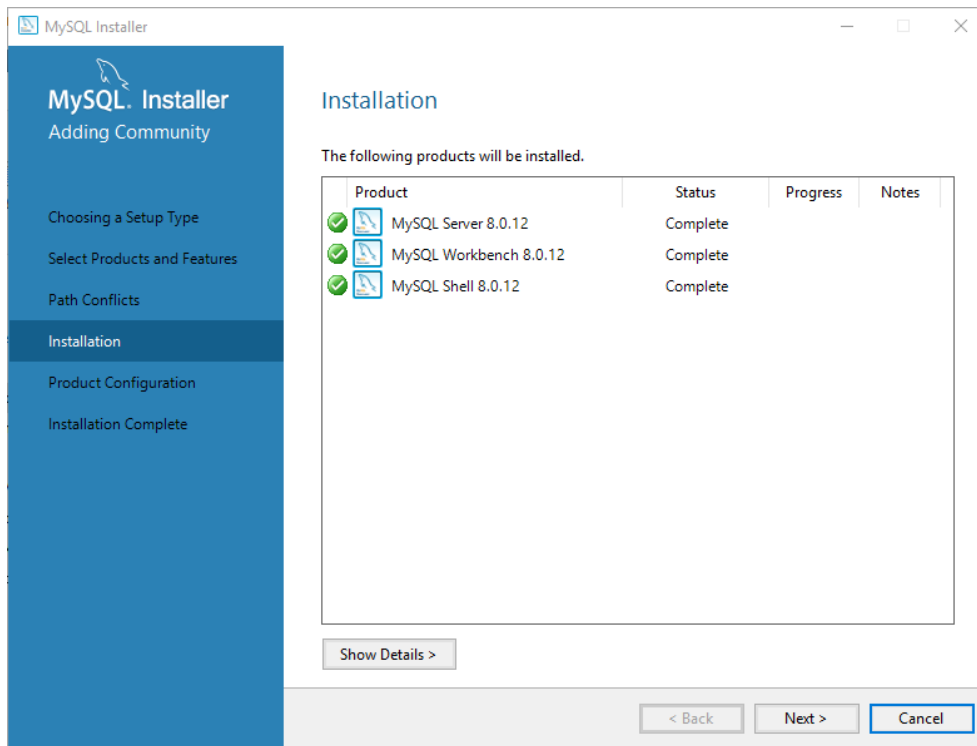 MySQL Installer
MySQL. Installer
Adding Community
Choosing a Setup Type
Select Products and Features
Path Conflicts
Installation
Product Configuration
Installation Complete
Installation
The following products will be installed.
Product Status Progress Notes
MySQL Server 8.0.12 Complete
MySQL Workbench 8.0.12 Complete
MySQL Shell 8.0.12 Complete
Show Details >
< Back Next > Cancel